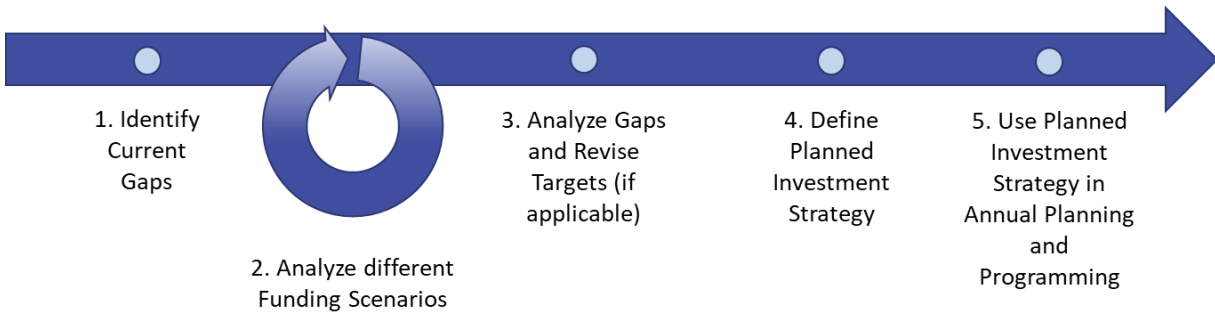 1. Identify
Current
Gaps
2. Analyze different
Funding Scenarios
3. Analyze Gaps
and Revise
Targets (if
applicable)
4. Define
Planned
Investment
Strategy
5. Use Planned
Investment
Strategy in
Annual Planning
and
Programming